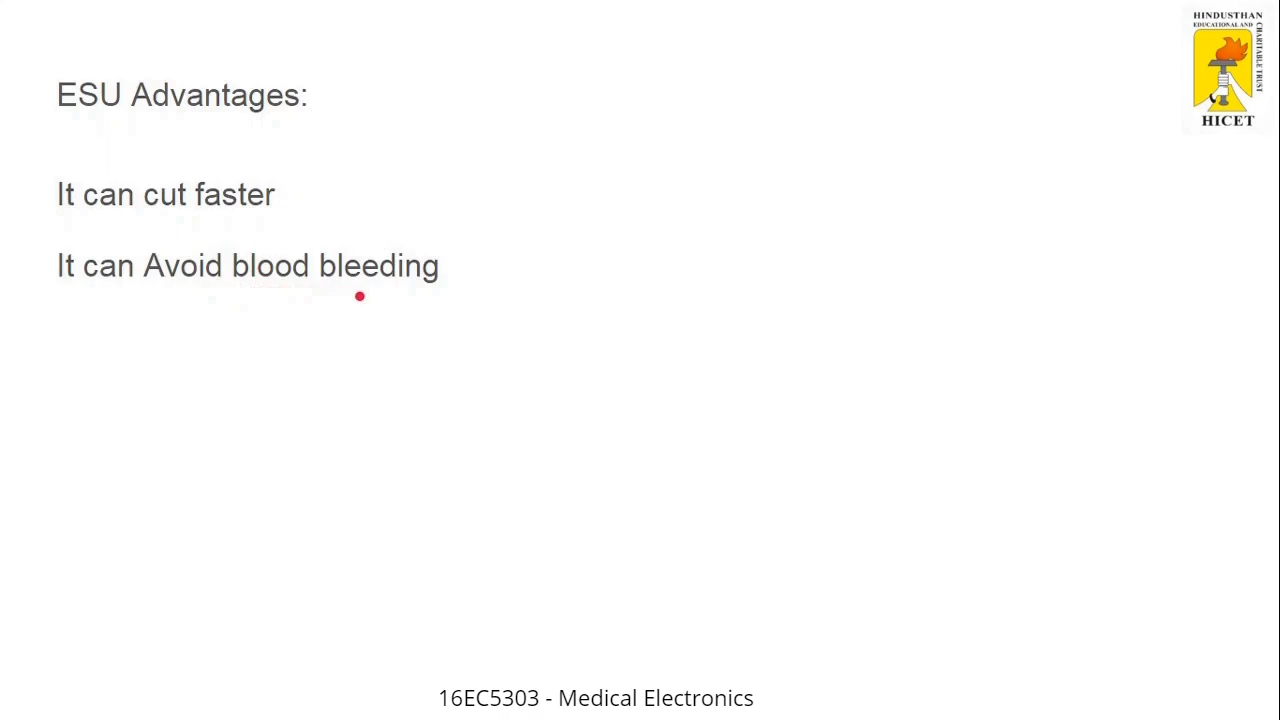 HINDUSTHAN
EDUCATIONAL AND
CHARITABLE TRUST
HICET
ESU Advantages:
It can cut faster
It can Avoid blood bleeding
16EC5303 - Medical Electronics